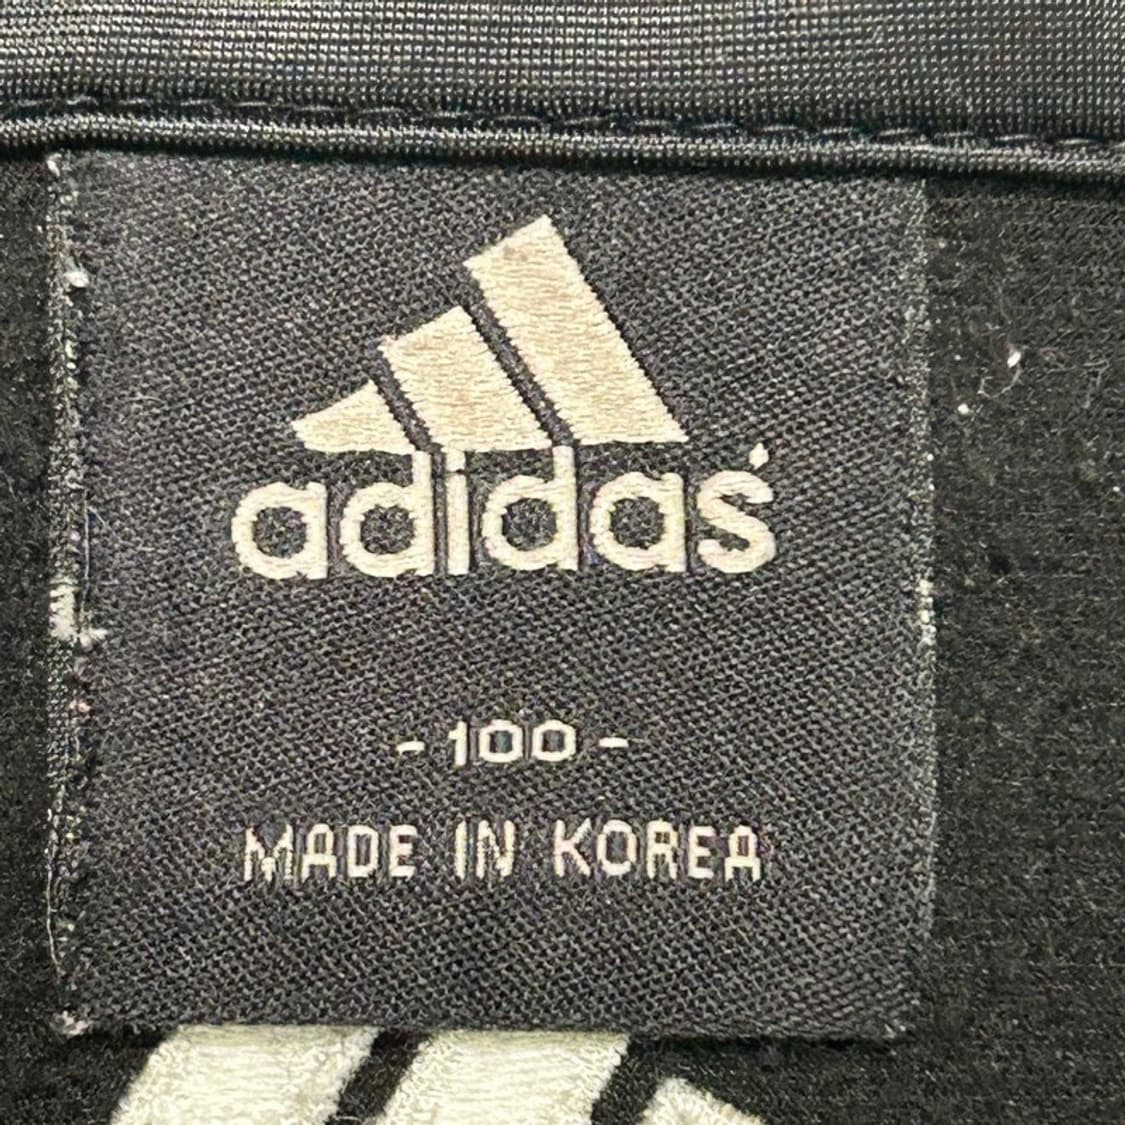 adidas
- 100 -
MADE IN KOREA